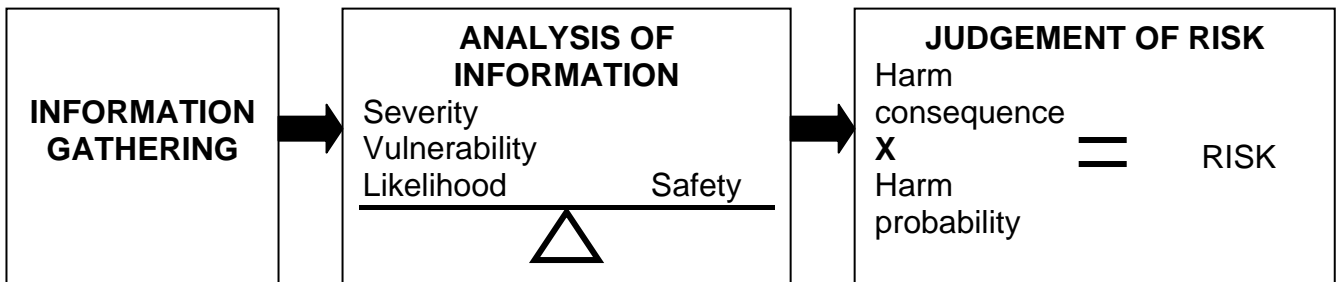 INFORMATION
GATHERING
ANALYSIS OF
INFORMATION
Severity
Vulnerability
Likelihood Safety
JUDGEMENT OF RISK
Harm
consequence
X
Harm
probability
= RISK